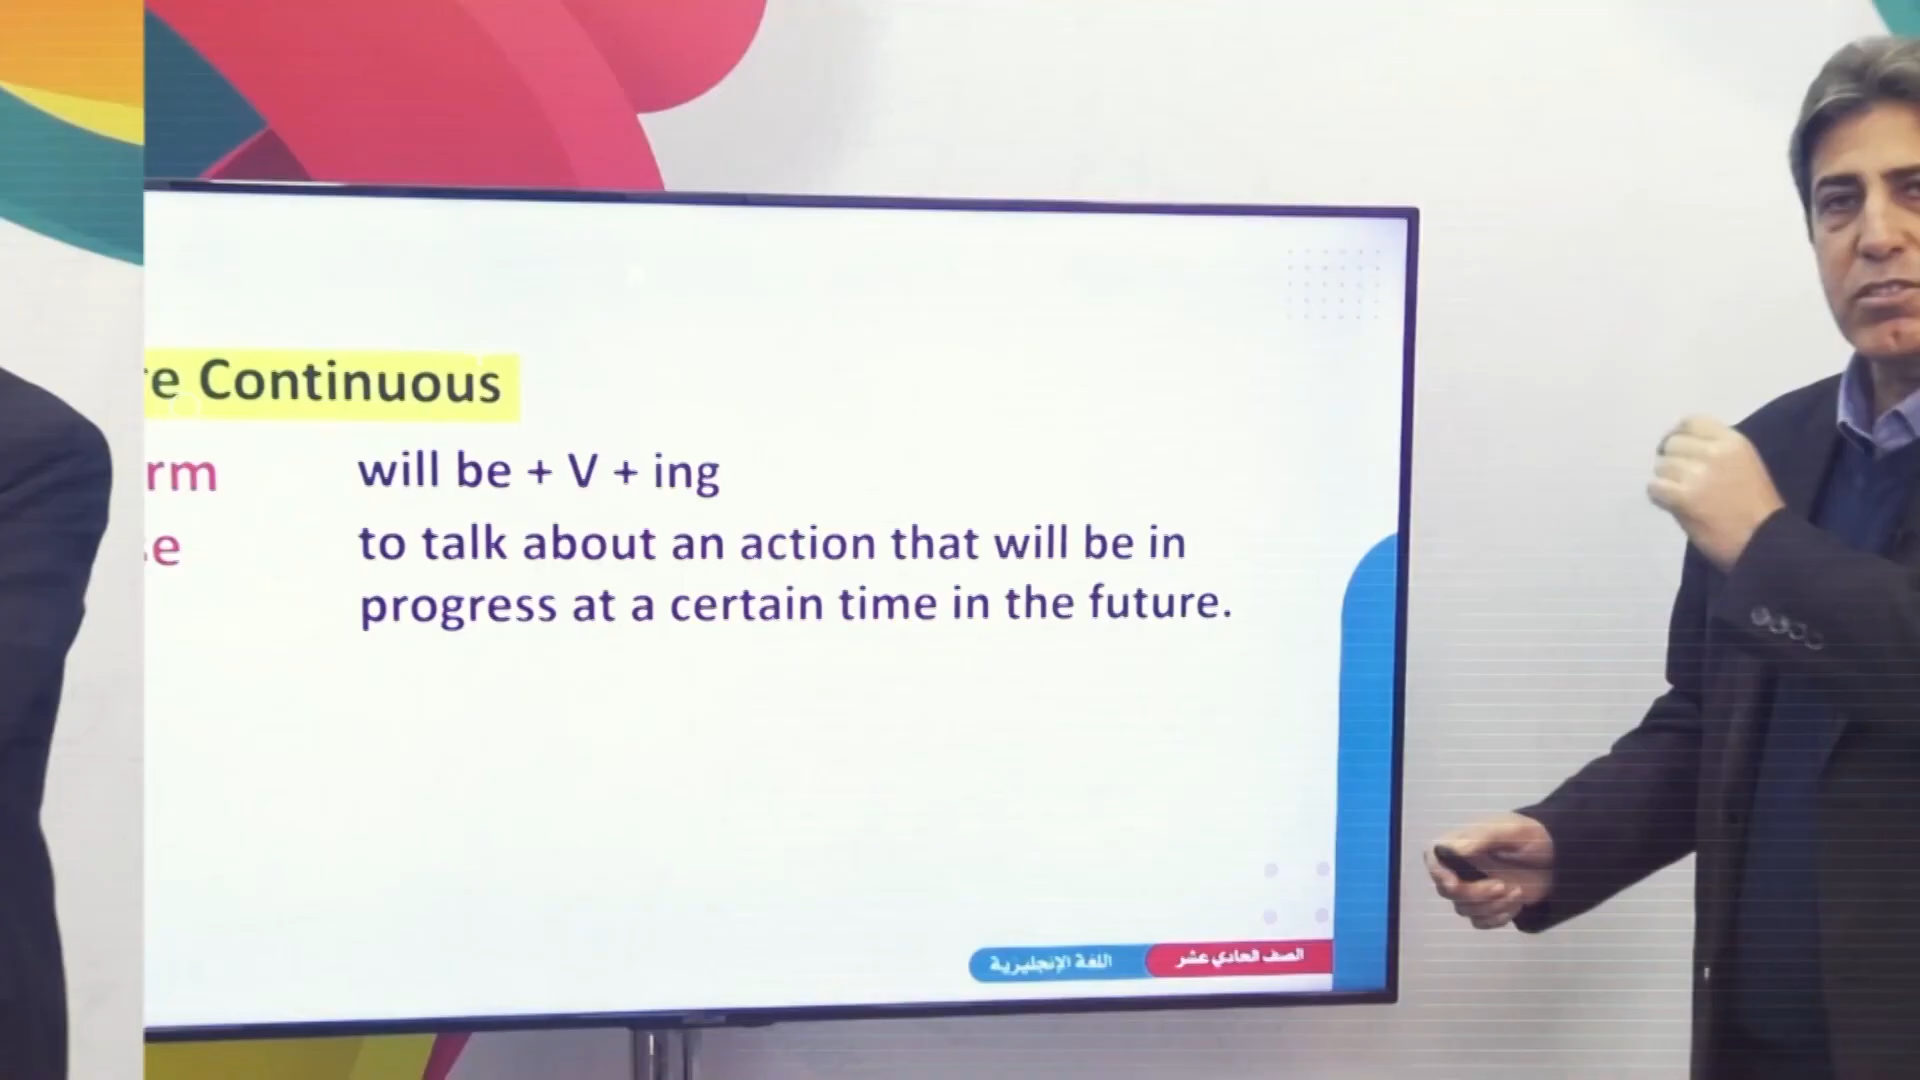 re Continuous
rm will be + V + ing
se to talk about an action that will be in
progress at a certain time in the future.
اللغة الإنجليزية الصف الحادي عشر